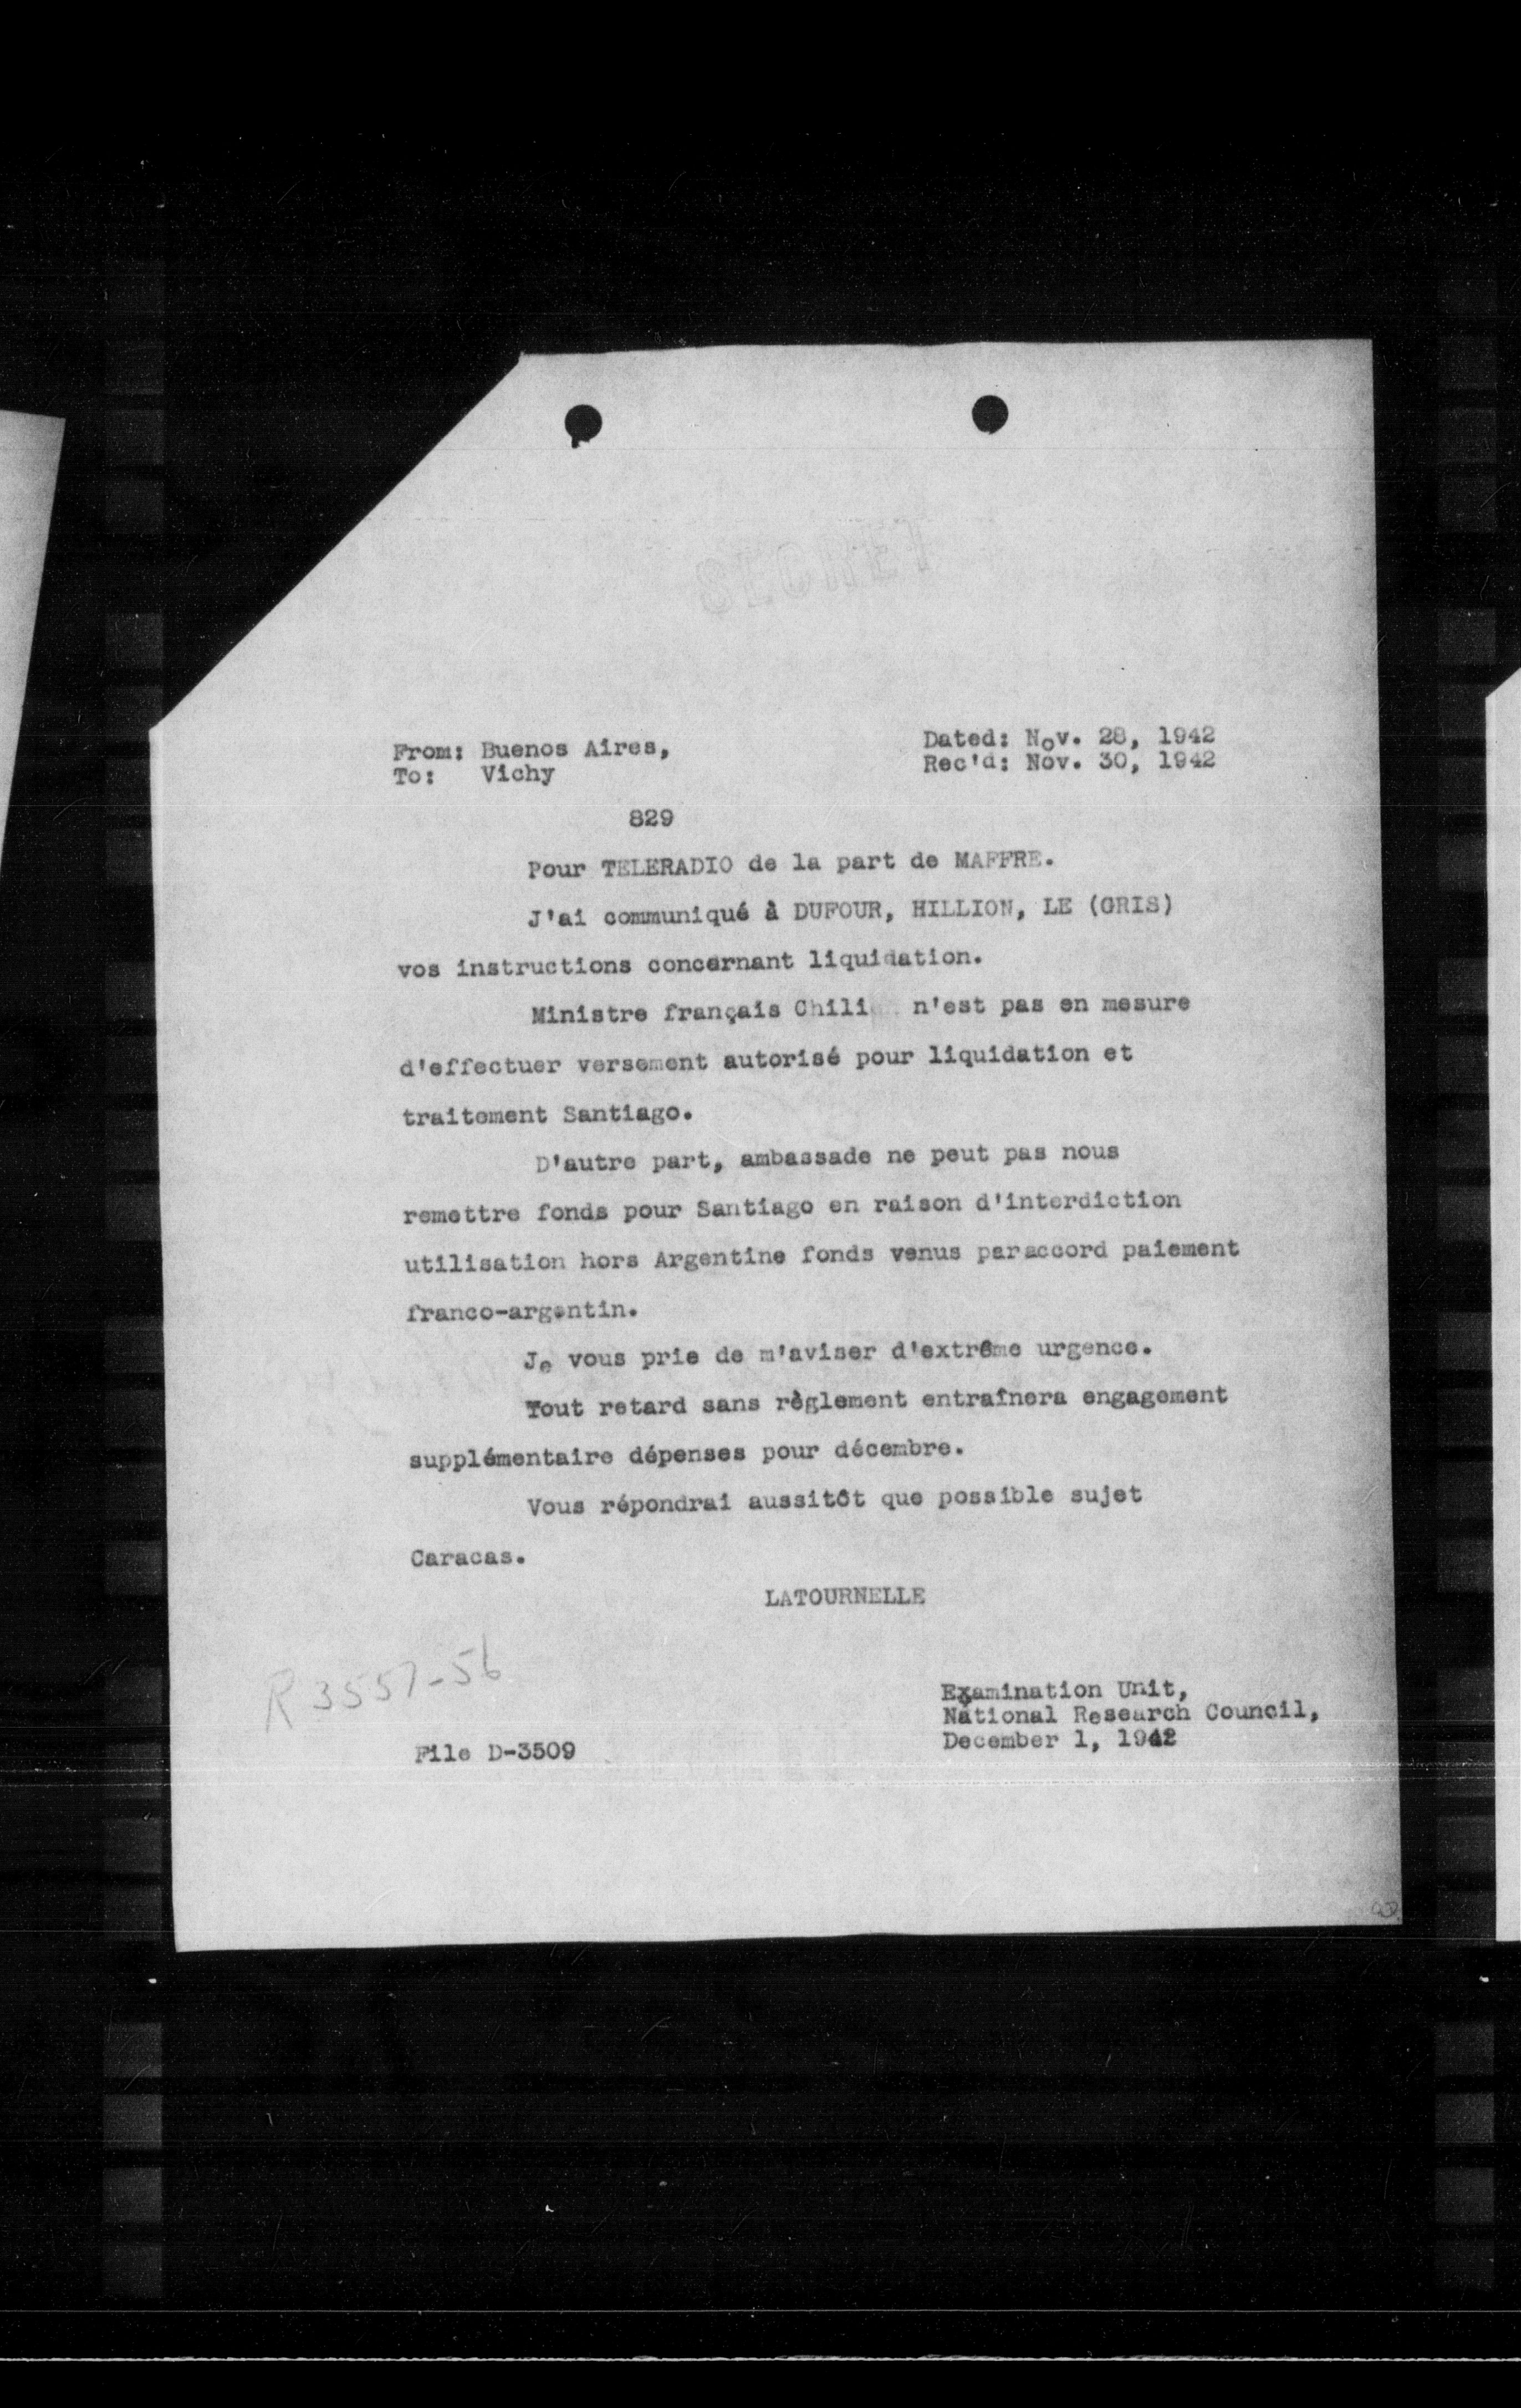 SECRET
From: Buenos Aires,
To: Vichy
Dated: Nov. 28, 1942
Rec'd: Nov. 30, 1942
829
Pour TELERADIO de la part de MAFFRE.
J'ai communiqué à DUFOUR, HILLION, LE (GRIS)
vos instructions concernant liquidation.
Ministre français Chili n'est pas en mesure
d'effectuer versement autorisé pour liquidation et
traitement Santiago.
D'autre part, ambassade ne peut pas nous
remettre fonds pour Santiago en raison d'interdiction
utilisation hors Argentine fonds venus par accord paiement
franco-argentin.
Je vous prie de m'aviser d'extrême urgence.
Tout retard sans règlement entraînera engagement
supplémentaire dépenses pour décembre.
Vous répondrai aussitôt que possible sujet
Caracas.
LATOURNELLE
R 3557-56
Examination Unit,
National Research Council,
December 1, 1942
File D-3509